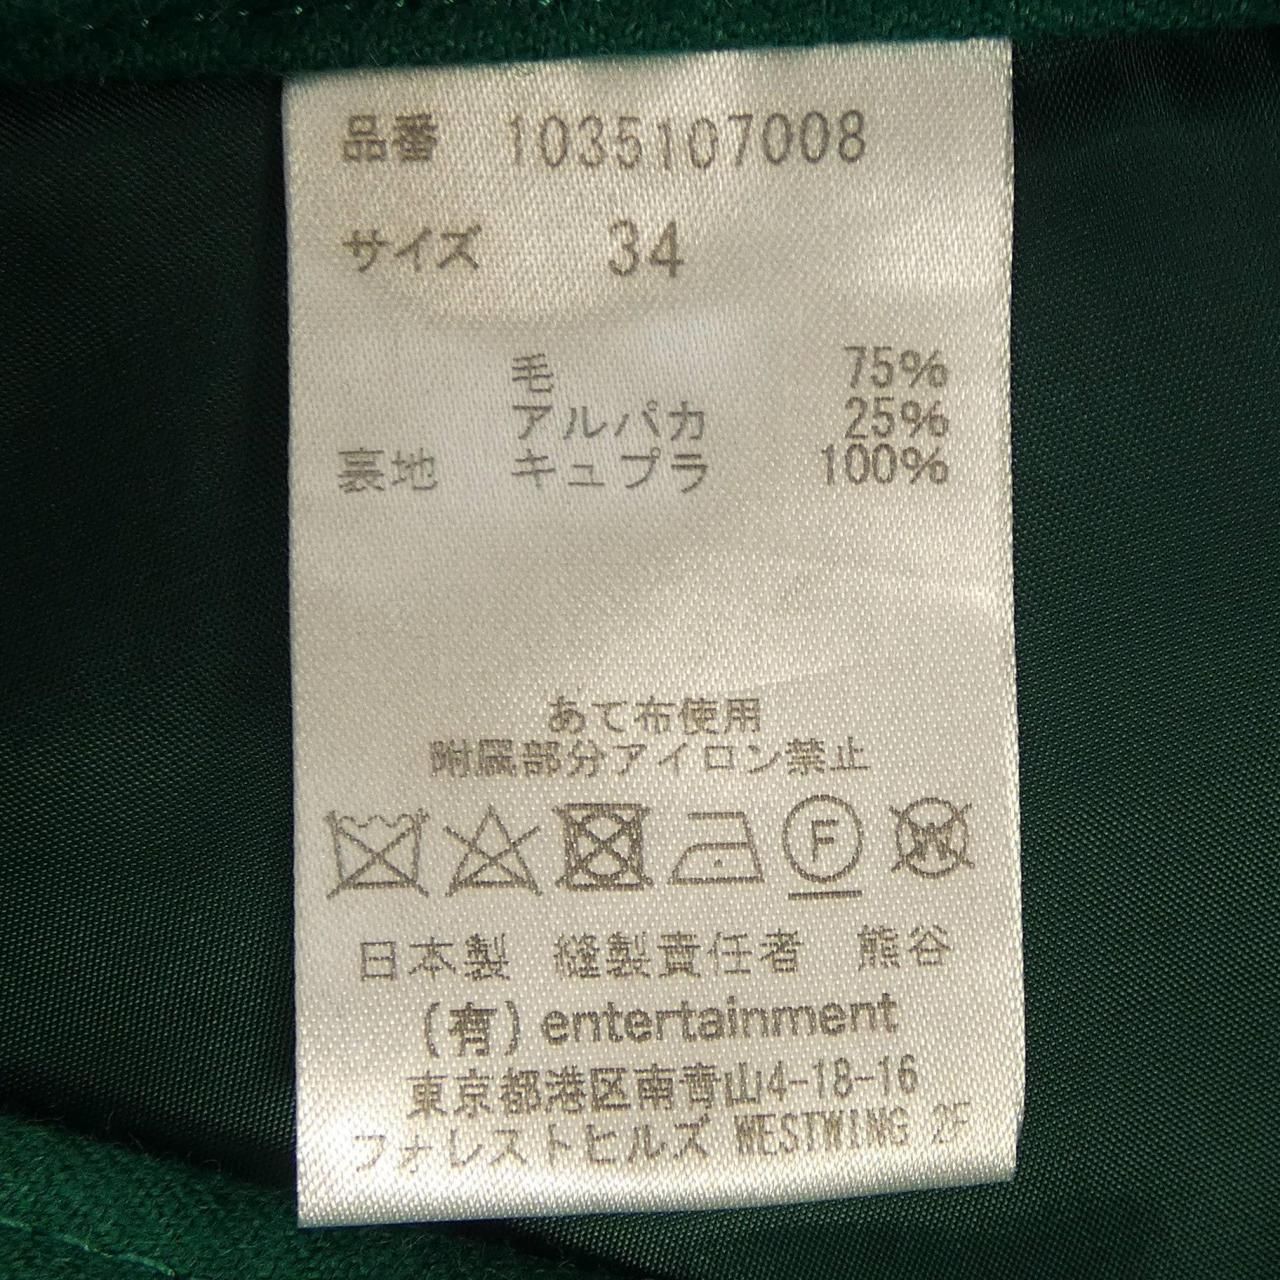 品番 1035107008
サイズ 34
毛 75%
アルパカ 25%
裏地 キュプラ 100%
あて布使用
附属部分アイロン禁止
F W
日本製 縫製責任者 熊谷
(有) entertainment
東京都港区南青山4-18-16
フォレストヒルズ WESTWING 2F